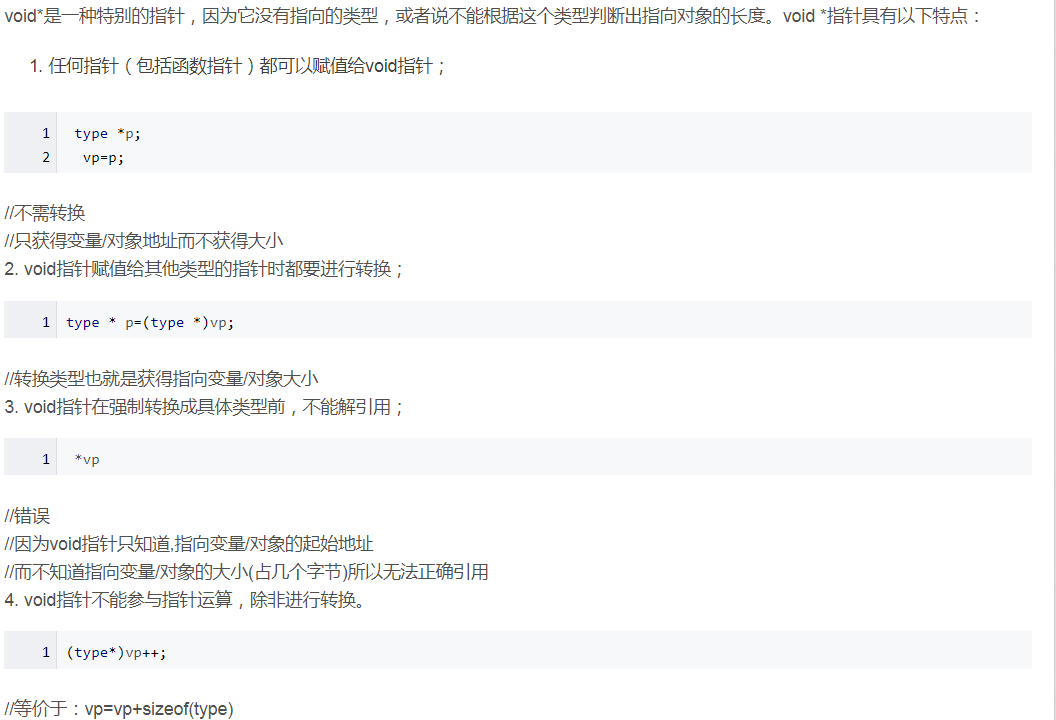 void*是一种特别的指针，因为它没有指向的类型，或者说不能根据这个类型判断出指向对象的长度。void *指针具有以下特点：
1. 任何指针（包括函数指针）都可以赋值给void指针；
1 type *p;
2 vp=p;
//不需转换
//只获得变量/对象地址而不获得大小
2. void指针赋值给其他类型的指针时都要进行转换；
1 type * p=(type *)vp;
//转换类型也就是获得指向变量/对象大小
3. void指针在强制转换成具体类型前，不能解引用；
1 *vp
//错误
//因为void指针只知道,指向变量/对象的起始地址
//而不知道指向变量/对象的大小(占几个字节)所以无法正确引用
4. void指针不能参与指针运算，除非进行转换。
1 (type*)vp++;
//等价于：vp=vp+sizeof(type)